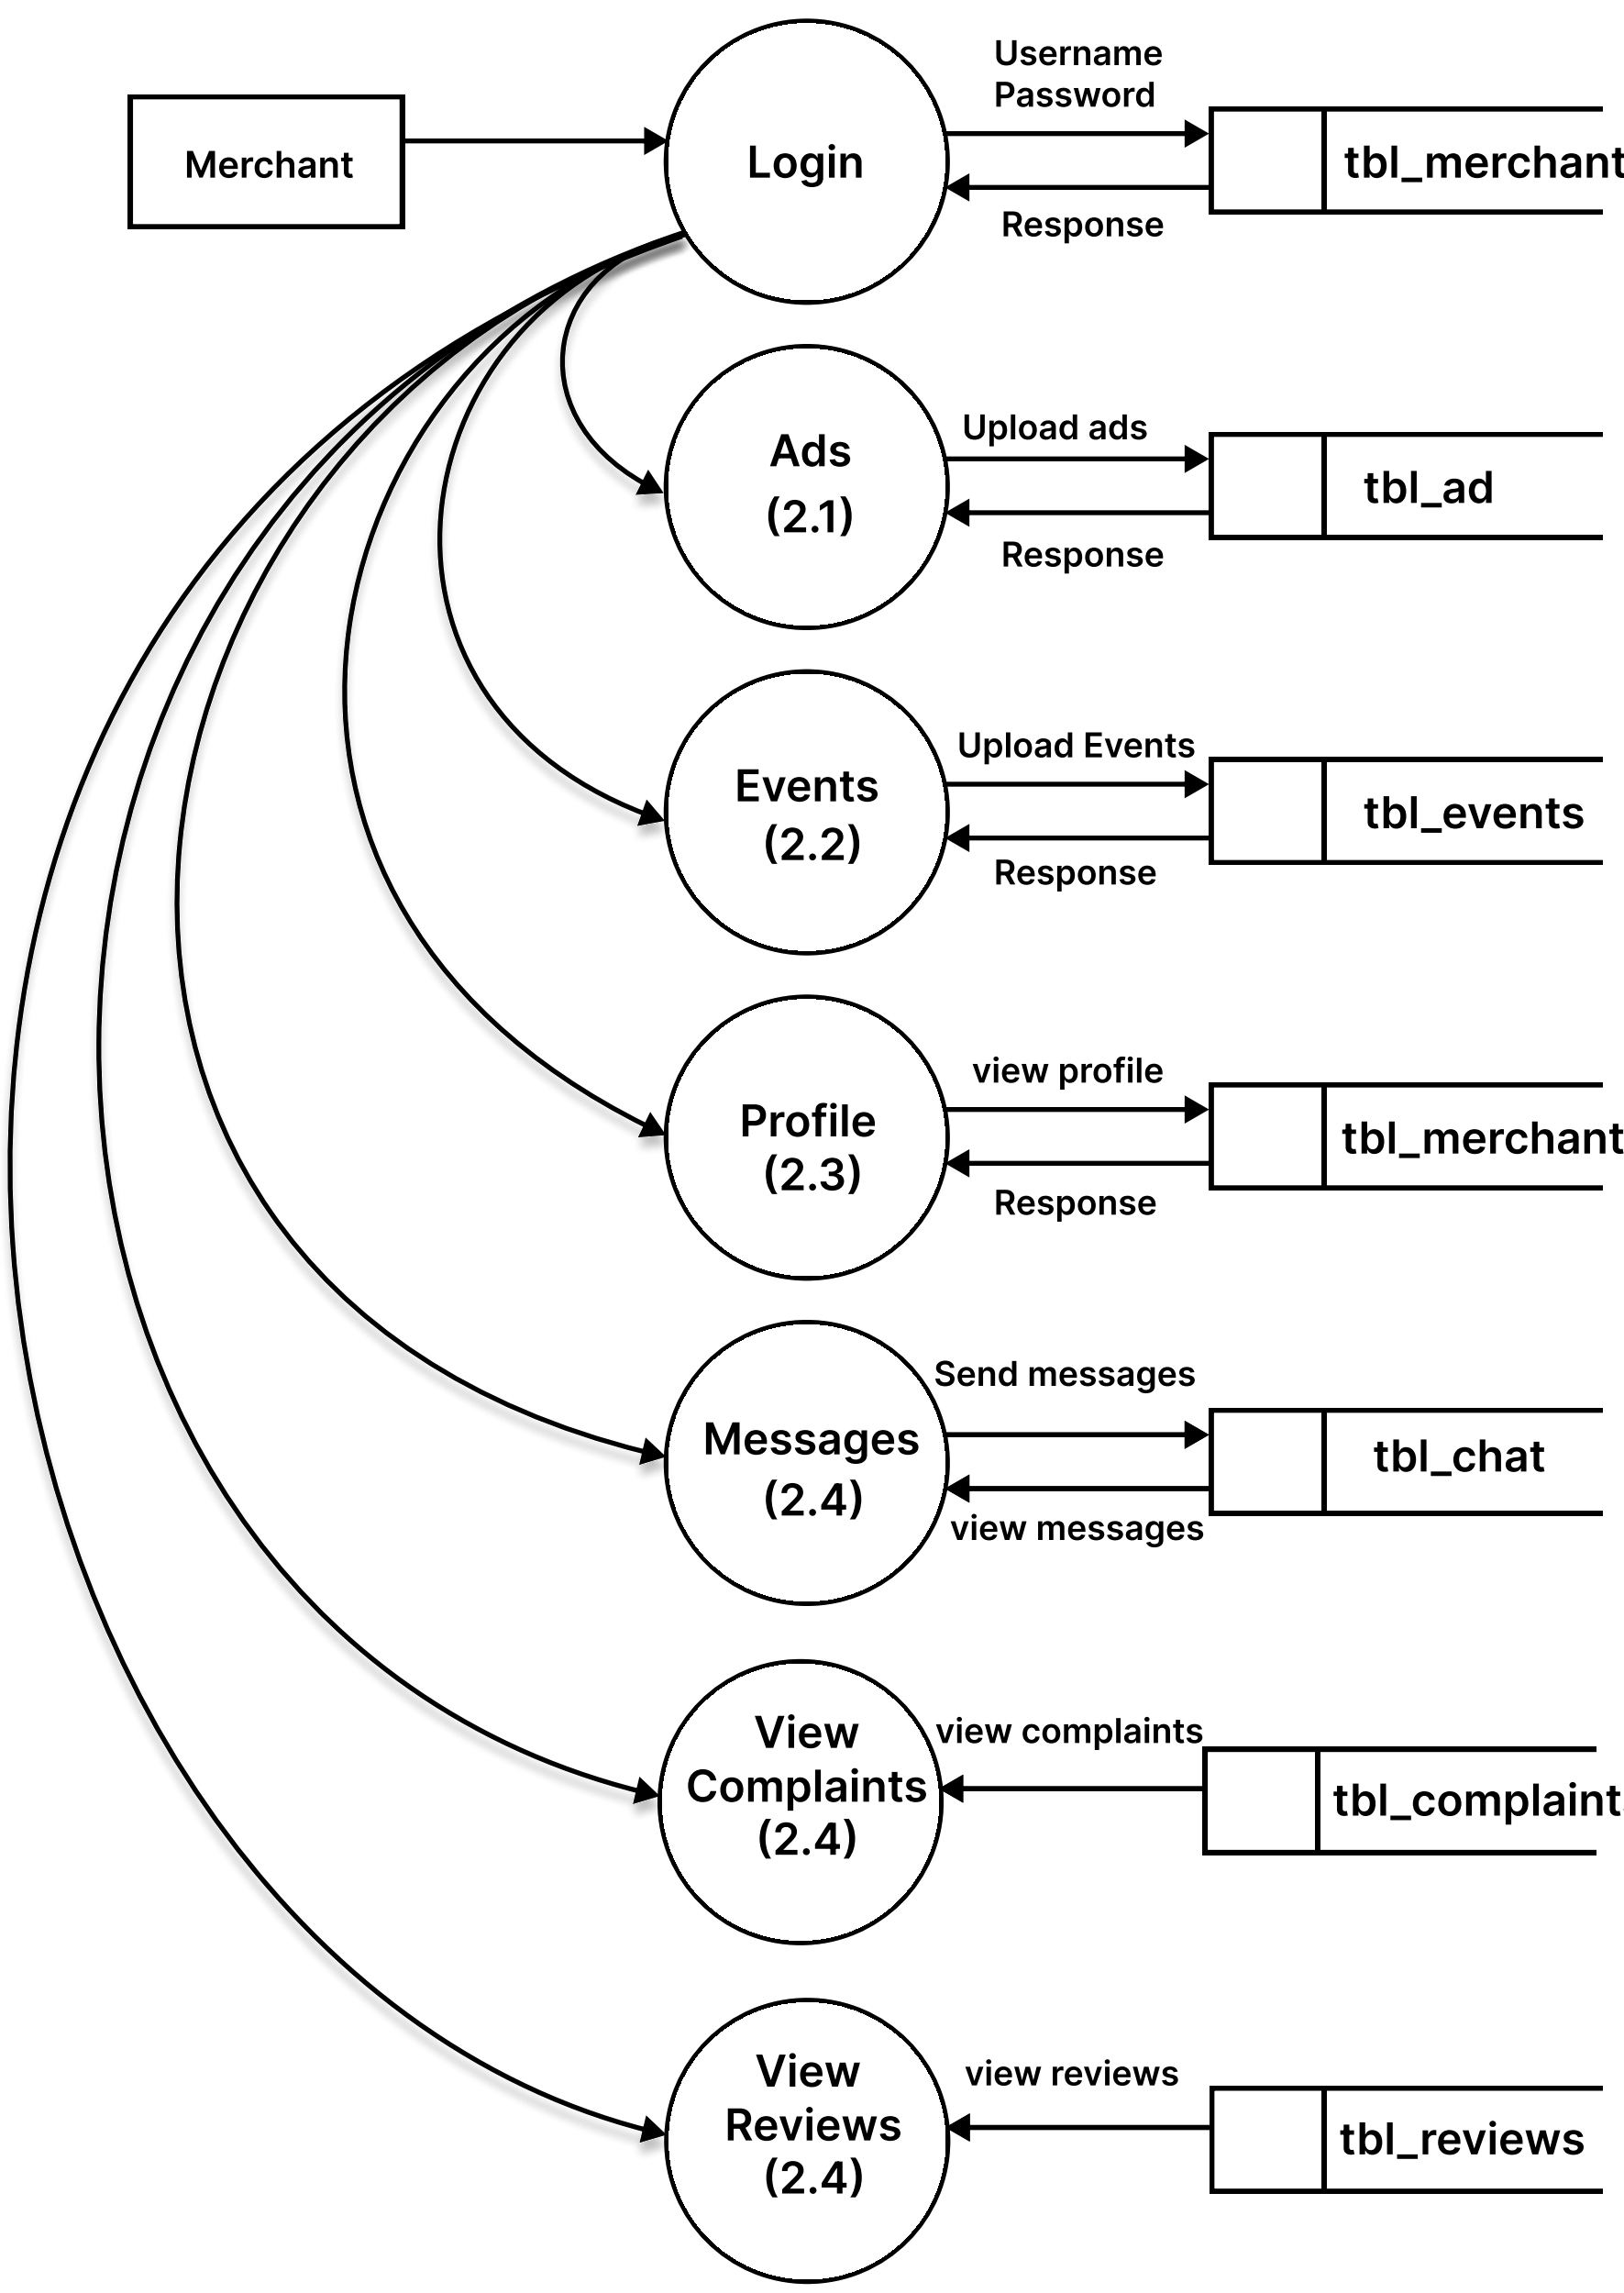 Username
Password
Merchant
Login
tbl_merchant
Response
Upload ads
Ads
(2.1)
tbl_ad
Response
Upload Events
Events
(2.2)
tbl_events
Response
view profile
Profile
(2.3)
tbl_merchant
Response
Send messages
Messages
(2.4)
tbl_chat
view messages
View
Complaints
(2.4)
view complaints
tbl_complaint
View
Reviews
(2.4)
view reviews
tbl_reviews